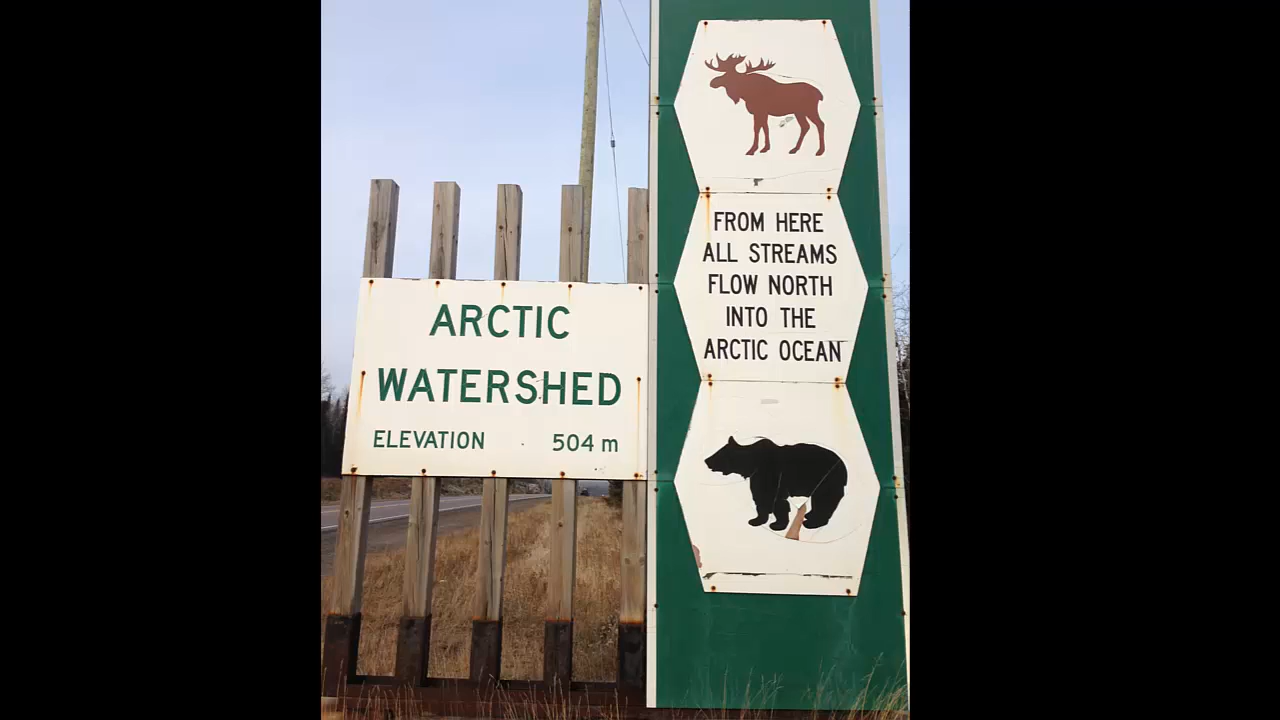 ARCTIC
WATERSHED
ELEVATION 504 m
FROM HERE
ALL STREAMS
FLOW NORTH
INTO THE
ARCTIC OCEAN